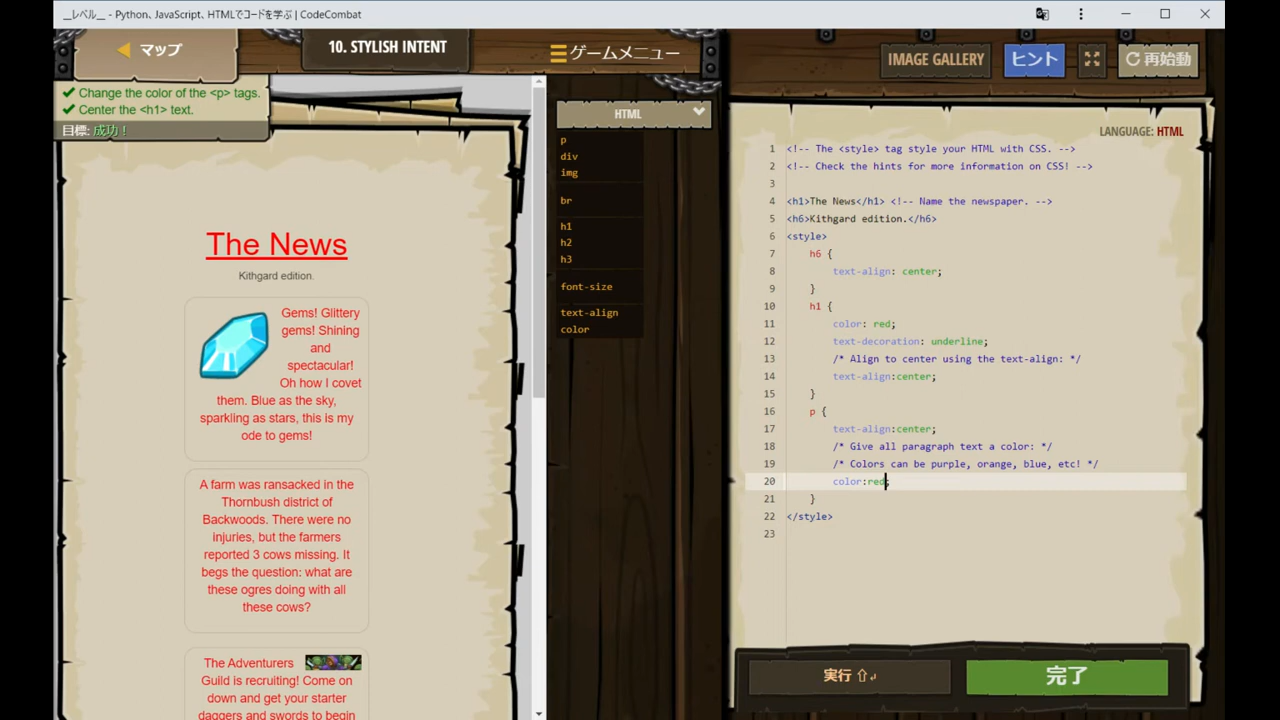 __レベル__ - Python、JavaScript、HTMLでコードを学ぶ | CodeCombat
マップ
10. STYLISH INTENT
ゲームメニュー
IMAGE GALLERY
ヒント
再始動
Change the color of the <p> tags.
Center the <h1> text.
目標: 成功！
The News
Kithgard edition.
Gems! Glittery
gems! Shining
and
spectacular!
Oh how I covet
them. Blue as the sky,
sparkling as stars, this is my
ode to gems!
A farm was ransacked in the
Thornbush district of
Backwoods. There were no
injuries, but the farmers
reported 3 cows missing. It
begs the question: what are
these ogres doing with all
these cows?
The Adventurers
Guild is recruiting! Come on
down and get your starter
daggers and swords to begin
HTML
p
div
img
br
h1
h2
h3
font-size
text-align
color
LANGUAGE: HTML
1 <!-- The <style> tag style your HTML with CSS. -->
2 <!-- Check the hints for more information on CSS! -->
3
4 <h1>The News</h1> <!-- Name the newspaper. -->
5 <h6>Kithgard edition.</h6>
6 <style>
7 h6 {
8 text-align: center;
9 }
10 h1 {
11 color: red;
12 text-decoration: underline;
13 /* Align to center using the text-align: */
14 text-align:center;
15 }
16 p {
17 text-align:center;
18 /* Give all paragraph text a color: */
19 /* Colors can be purple, orange, blue, etc! */
20 color:red;
21 }
22 </style>
23
実行 ⇧↲
完了